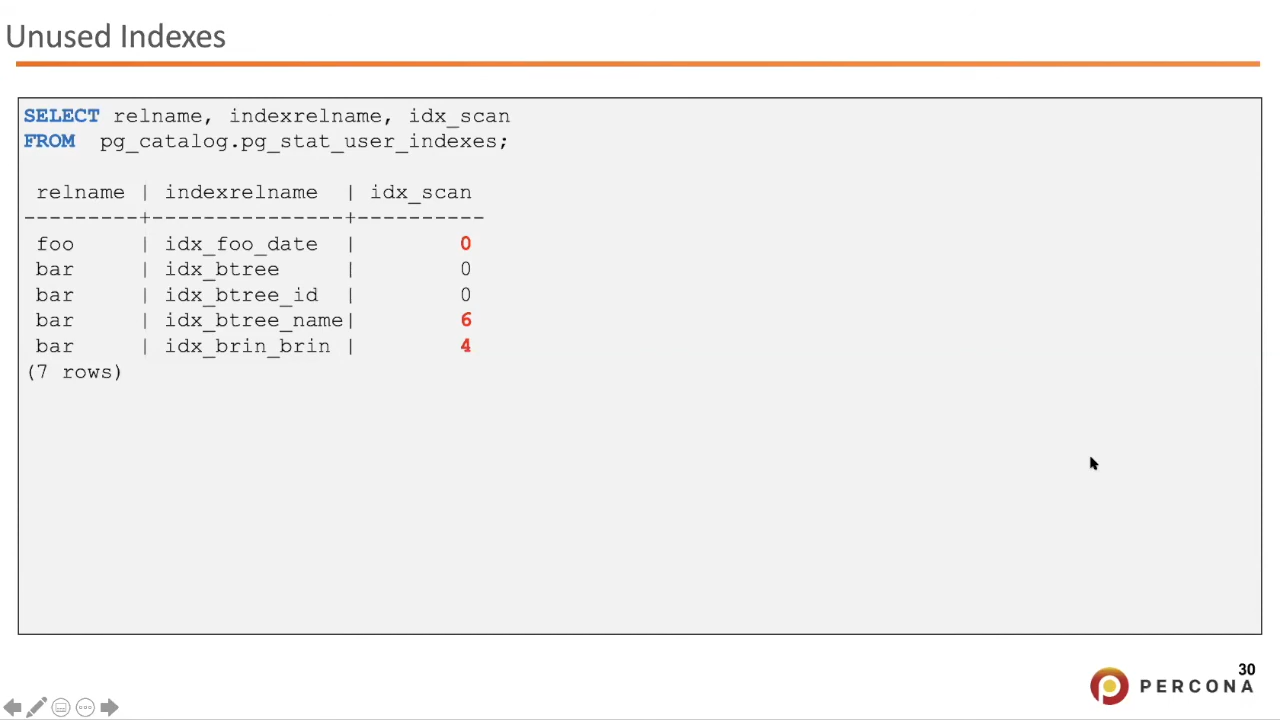 Unused Indexes
SELECT relname, indexrelname, idx_scan
FROM  pg_catalog.pg_stat_user_indexes;
 relname | indexrelname  | idx_scan
---------+---------------+----------
 foo     | idx_foo_date  |        0
 bar     | idx_btree     |        0
 bar     | idx_btree_id  |        0
 bar     | idx_btree_name|        6
 bar     | idx_brin_brin |        4
(7 rows)
30
PERCONA